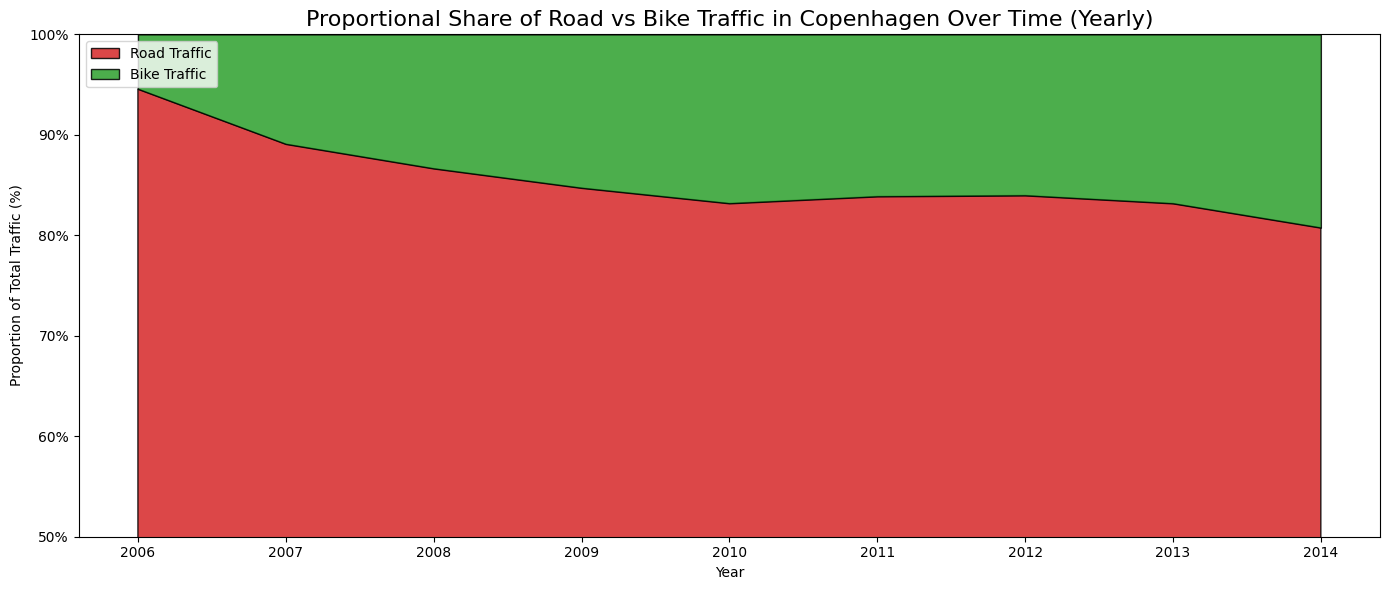 Proportional Share of Road vs Bike Traffic in Copenhagen Over Time (Yearly)
Road Traffic
Bike Traffic
Proportion of Total Traffic (%)
100%
90%
80%
70%
60%
50%
2006 2007 2008 2009 2010 2011 2012 2013 2014
Year